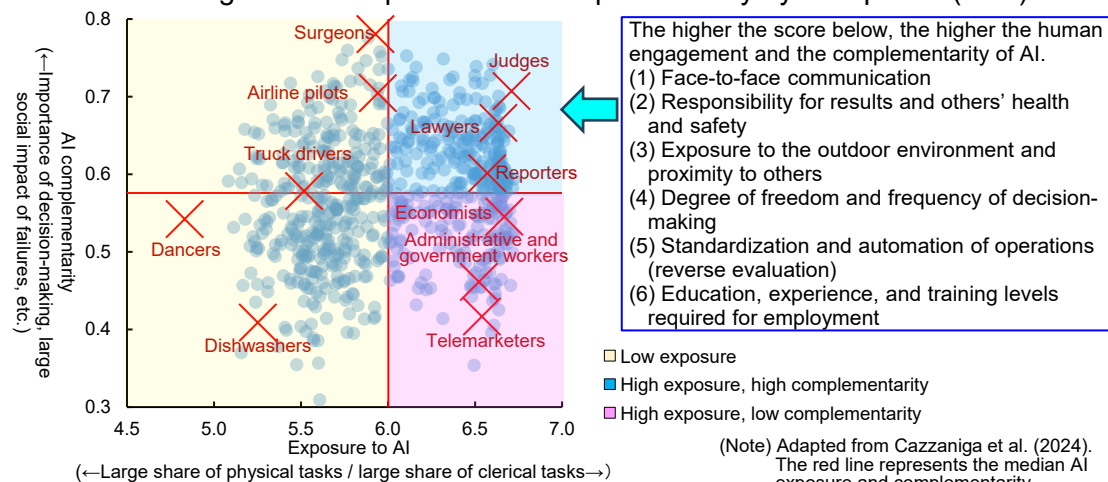 0.8
0.7
0.6
0.5
0.4
0.3
4.5
5.0
5.5
6.0
6.5
7.0
AI complementarity
(←Importance of decision-making, large
social impact of failures, etc.)
Exposure to AI
(←Large share of physical tasks / large share of clerical tasks→)
Surgeons
Judges
Airline pilots
Lawyers
Truck drivers
Reporters
Economists
Dancers
Administrative and
government workers
Dishwashers
Telemarketers
The higher the score below, the higher the human
engagement and the complementarity of AI.
(1) Face-to-face communication
(2) Responsibility for results and others’ health
and safety
(3) Exposure to the outdoor environment and
proximity to others
(4) Degree of freedom and frequency of decision-
making
(5) Standardization and automation of operations
(reverse evaluation)
(6) Education, experience, and training levels
required for employment
Low exposure
High exposure, high complementarity
High exposure, low complementarity
(Note) Adapted from Cazzaniga et al. (2024).
The red line represents the median AI
exposure and complementarity